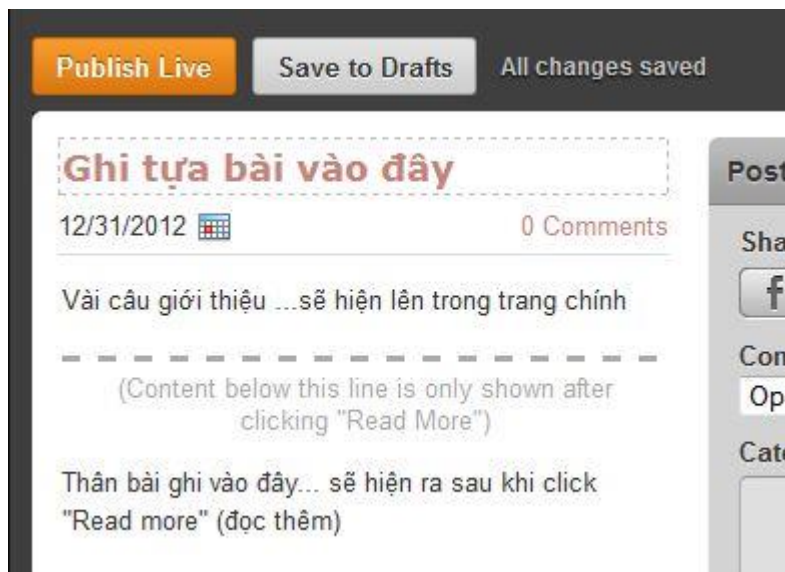 Publish Live Save to Drafts All changes saved
Ghi tựa bài vào đây
12/31/2012 0 Comments
Vài câu giới thiệu ...sẽ hiện lên trong trang chính
(Content below this line is only shown after
clicking "Read More")
Thân bài ghi vào đây... sẽ hiện ra sau khi click
"Read more" (đọc thêm)
Post
Sha
f
Com
Op
Cate